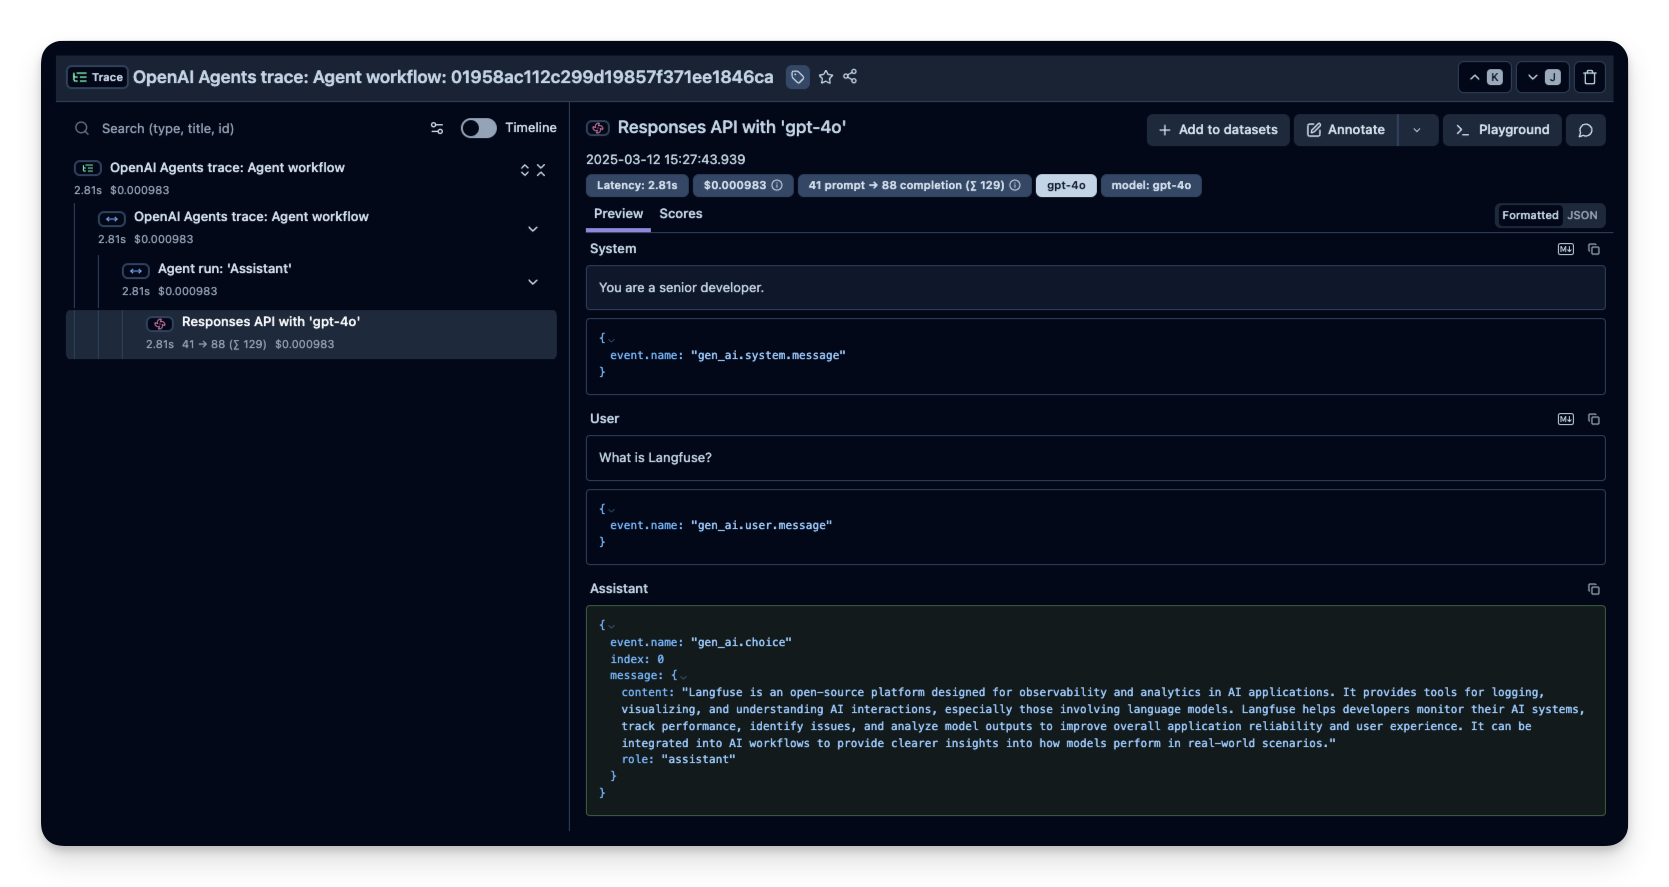 Trace OpenAI Agents trace: Agent workflow: 01958ac112c299d19857f371ee1846ca K J
Search (type, title, id) Timeline
OpenAI Agents trace: Agent workflow
2.81s $0.000983
OpenAI Agents trace: Agent workflow
2.81s $0.000983
Agent run: 'Assistant'
2.81s $0.000983
Responses API with 'gpt-4o'
2.81s 41 → 88 (∑ 129) $0.000983
Responses API with 'gpt-4o'
Add to datasets Annotate Playground
2025-03-12 15:27:43.939
Latency: 2.81s $0.000983 41 prompt → 88 completion (∑ 129) gpt-4o model: gpt-4o
Preview Scores Formatted JSON
System
You are a senior developer.
{
event.name: "gen_ai.system.message"
}
User
What is Langfuse?
{
event.name: "gen_ai.user.message"
}
Assistant
{
event.name: "gen_ai.choice"
index: 0
message: {
content: "Langfuse is an open-source platform designed for observability and analytics in AI applications. It provides tools for logging,
visualizing, and understanding AI interactions, especially those involving language models. Langfuse helps developers monitor their AI systems,
track performance, identify issues, and analyze model outputs to improve overall application reliability and user experience. It can be
integrated into AI workflows to provide clearer insights into how models perform in real-world scenarios."
role: "assistant"
}
}